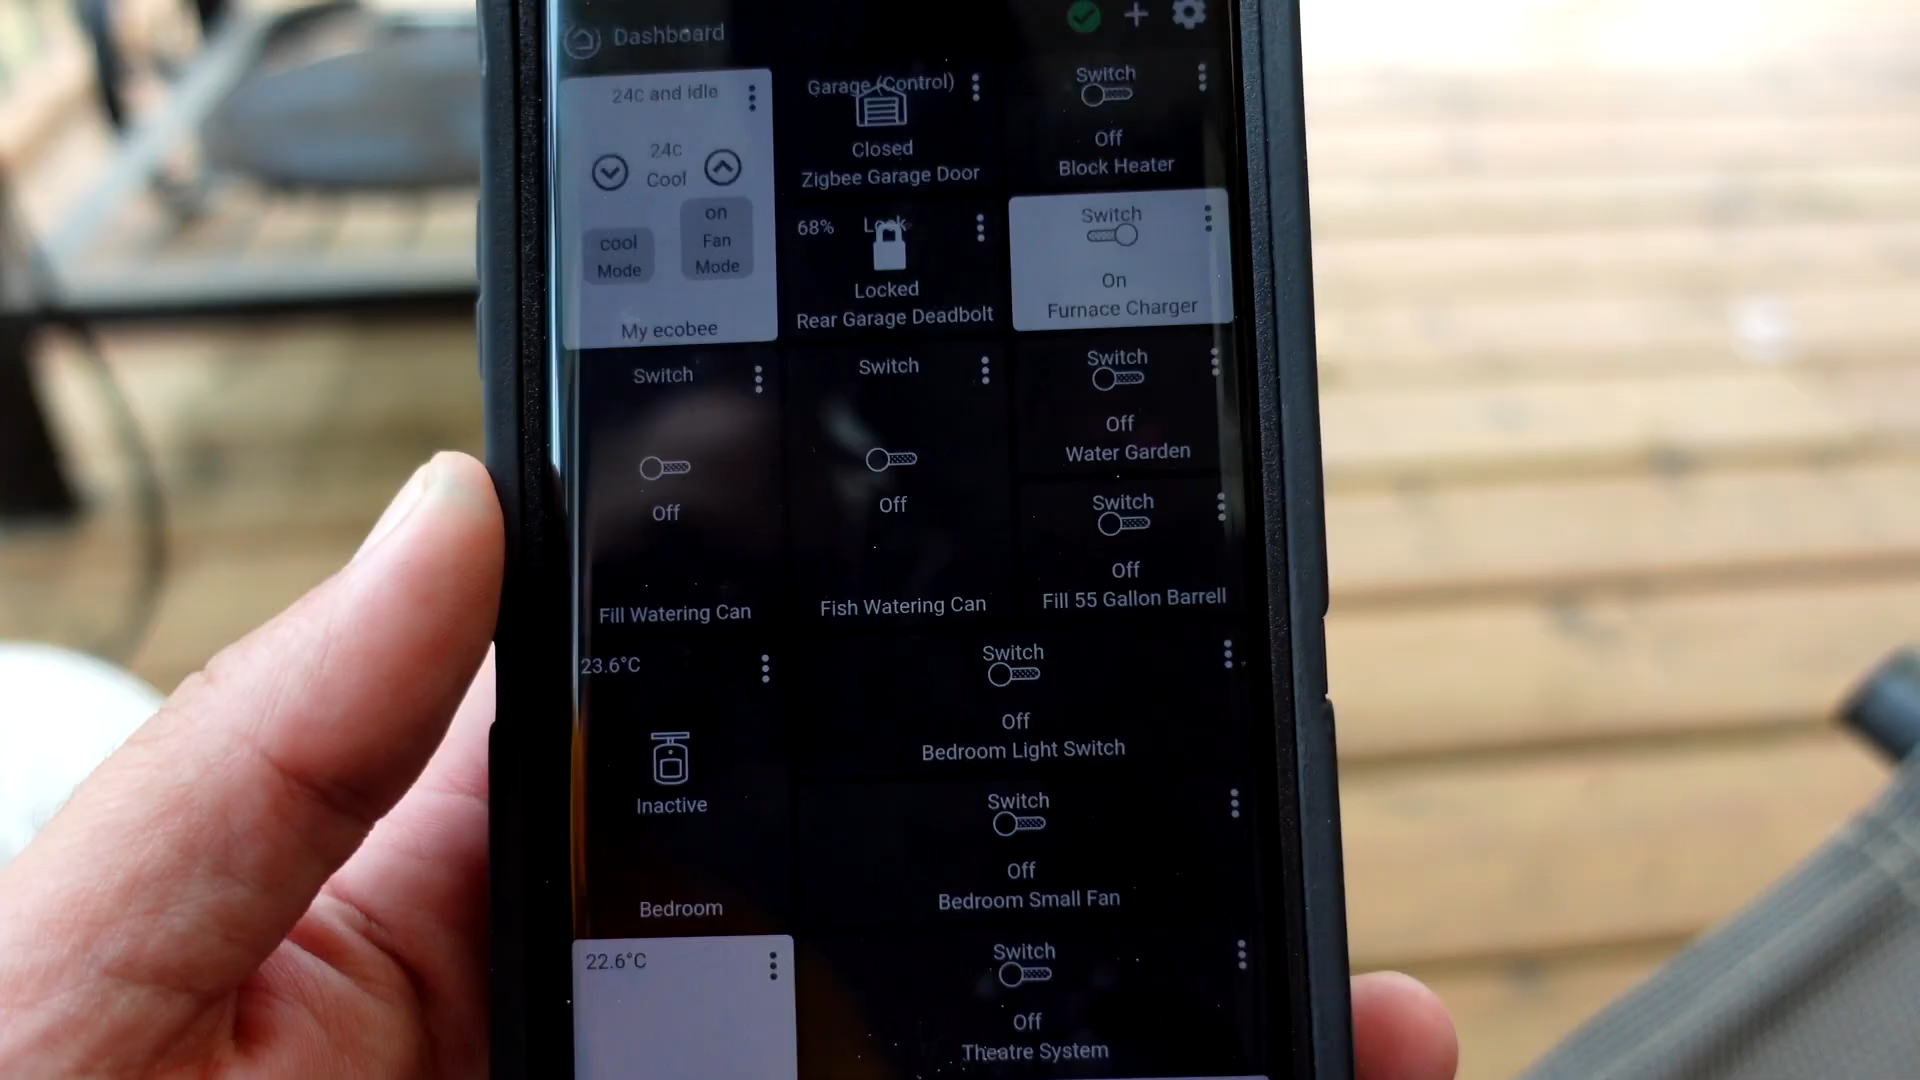 Dashboard
24c and idle
24c
Cool
cool
Mode
on
Fan
Mode
My ecobee
Garage (Control)
Closed
Zigbee Garage Door
Switch
Off
Block Heater
68%
Lock
Locked
Rear Garage Deadbolt
Switch
On
Furnace Charger
Switch
Off
Fill Watering Can
Switch
Off
Fish Watering Can
Switch
Off
Water Garden
Switch
Off
Fill 55 Gallon Barrell
23.6°C
Inactive
Bedroom
Switch
Off
Bedroom Light Switch
Switch
Off
Bedroom Small Fan
22.6°C
Switch
Off
Theatre System